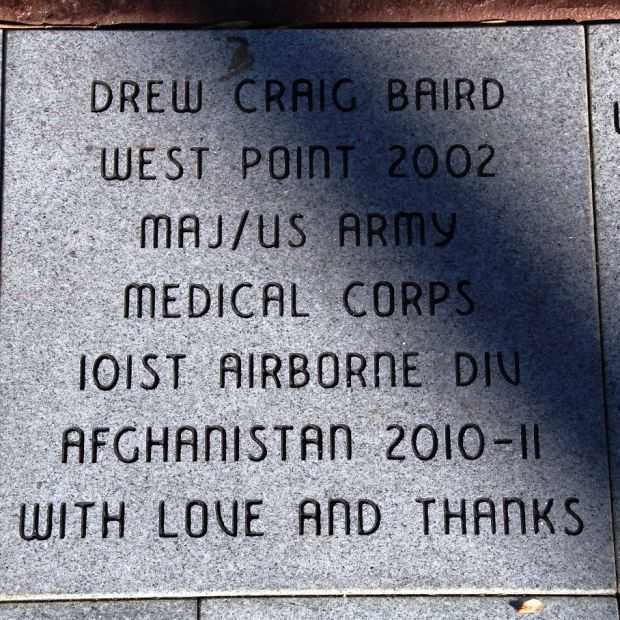 DREW CRAIG BAIRD
WEST POINT 2002
MAJ/US ARMY
MEDICAL CORPS
101ST AIRBORNE DIV
AFGHANISTAN 2010-11
WITH LOVE AND THANKS